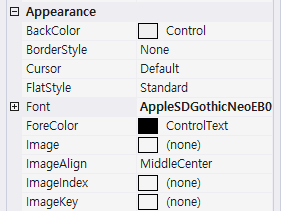 Appearance
BackColor Control
BorderStyle None
Cursor Default
FlatStyle Standard
Font AppleSDGothicNeoEB0
ForeColor ControlText
Image (none)
ImageAlign MiddleCenter
ImageIndex (none)
ImageKey (none)